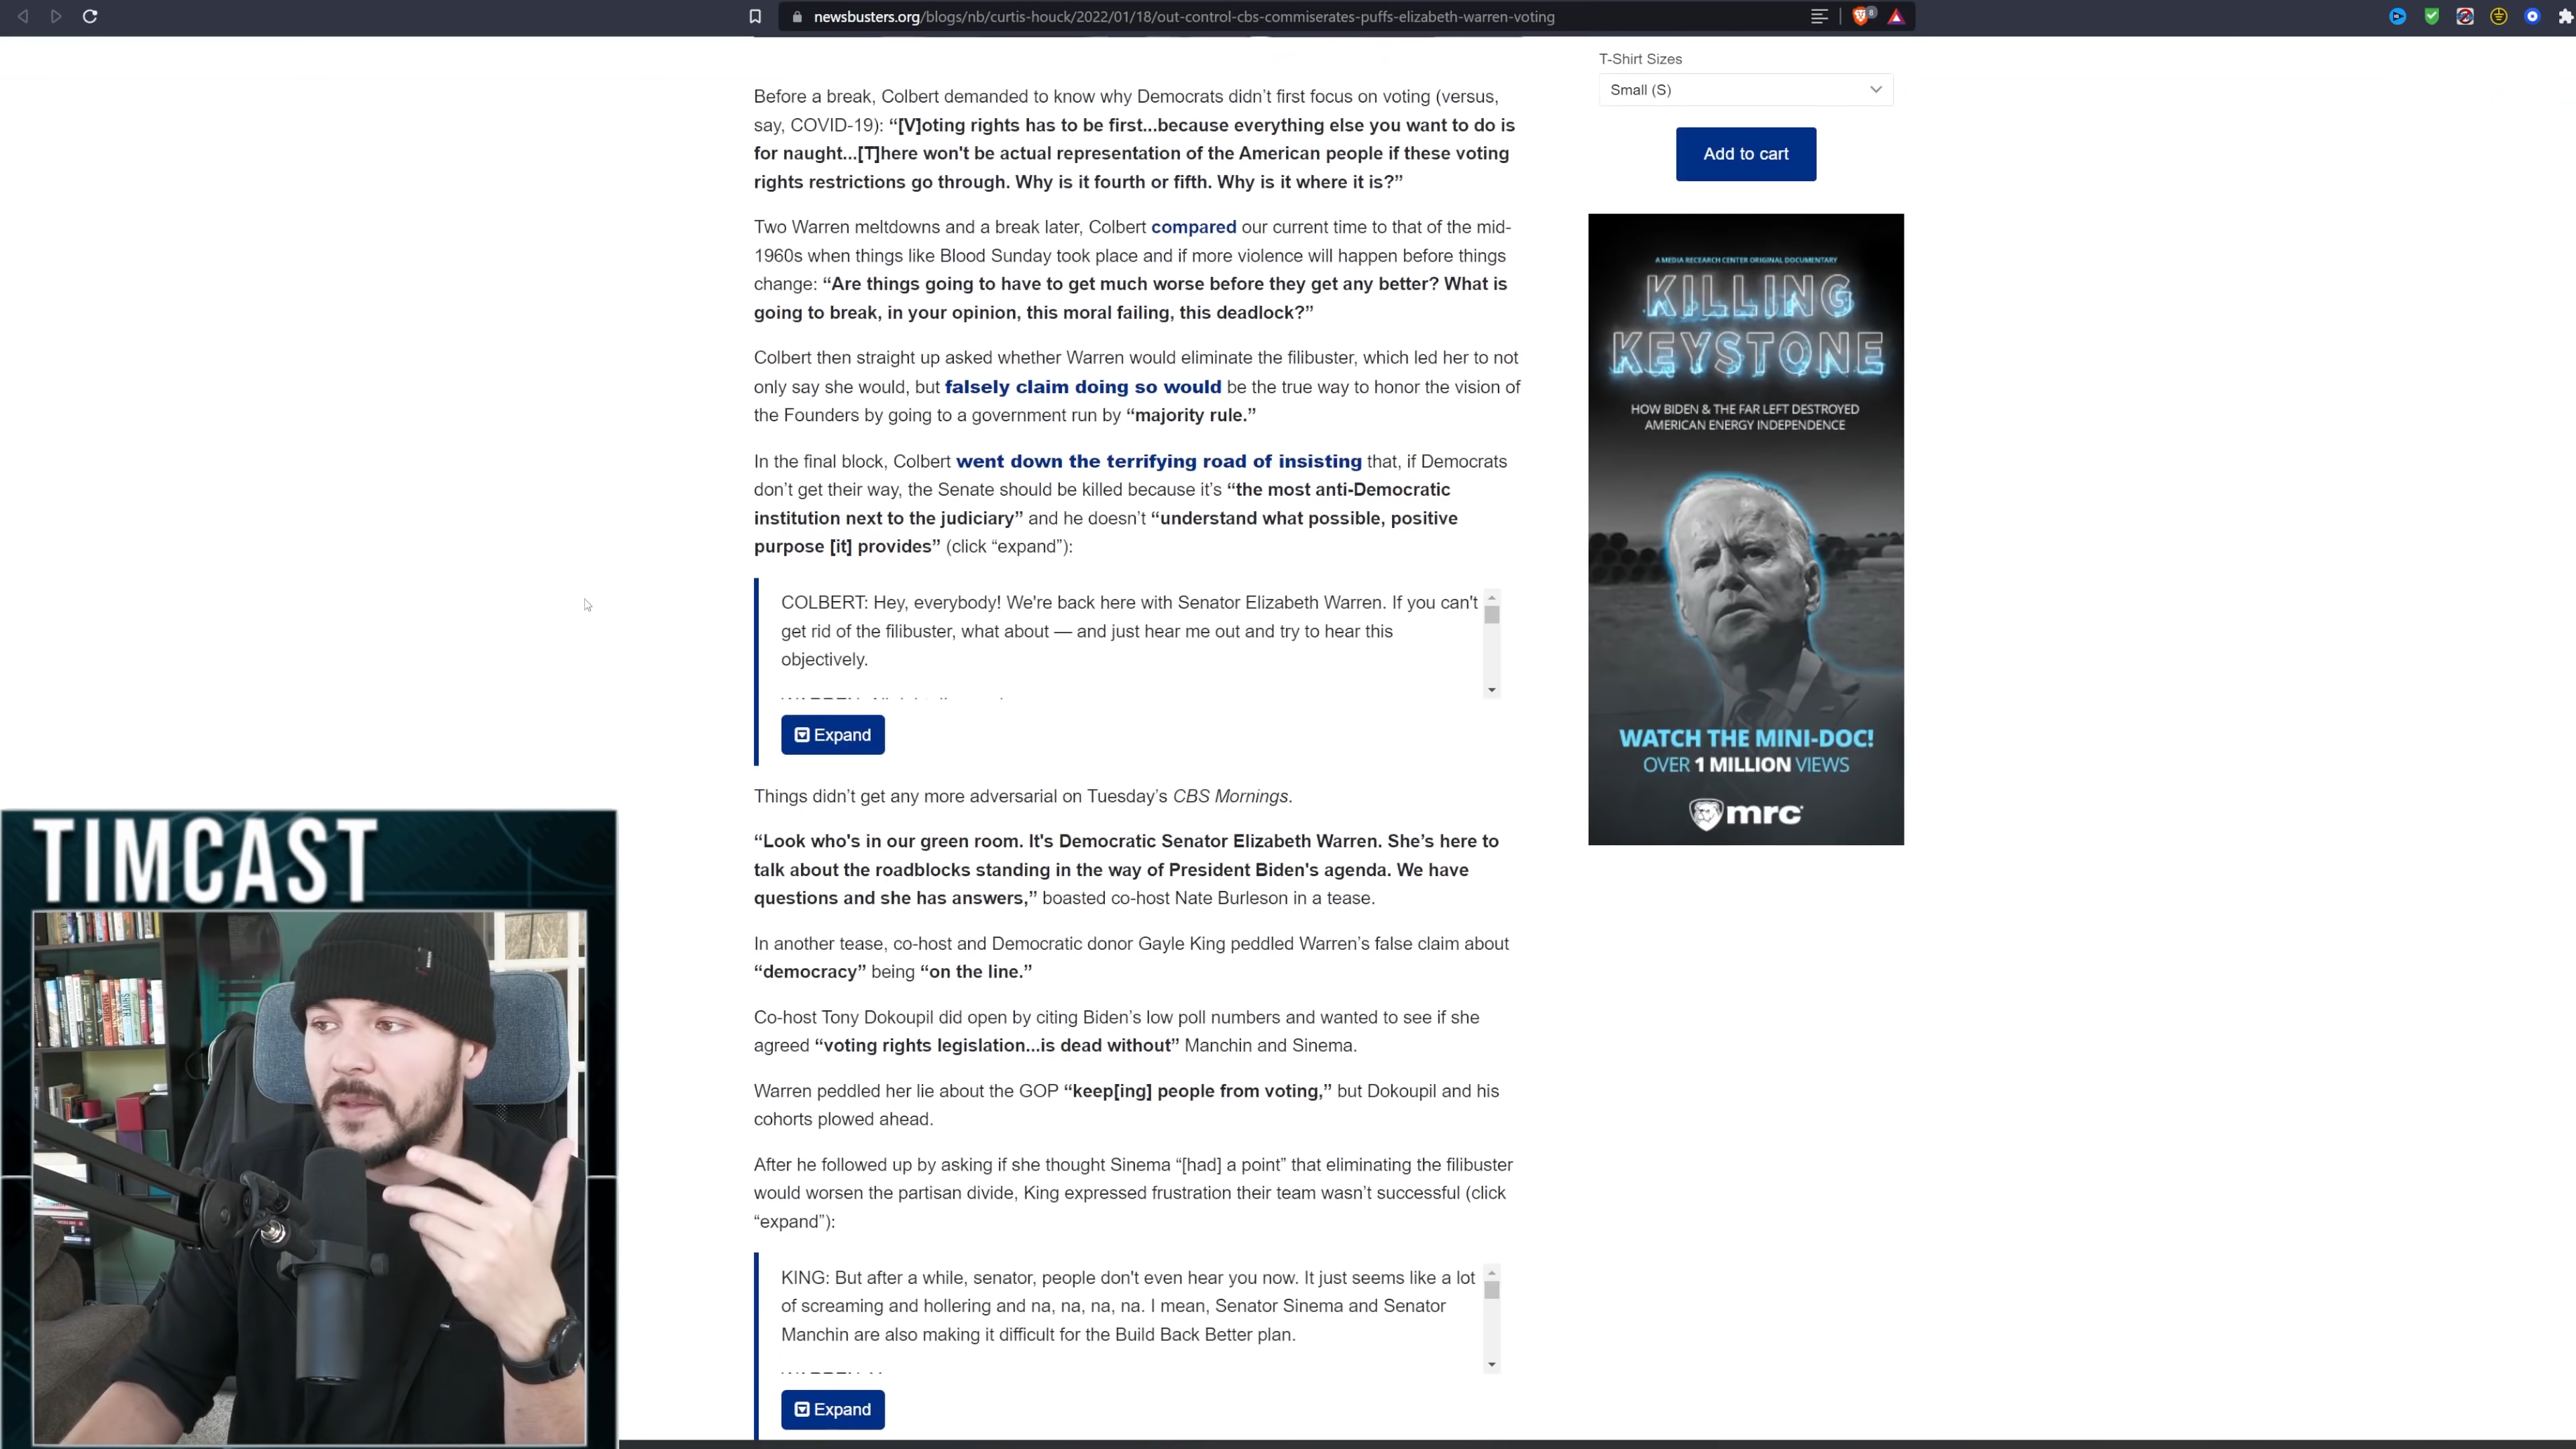 newsbusters.org/blogs/nb/curtis-houck/2022/01/18/out-control-cbs-commiserates-puffs-elizabeth-warren-voting
8
Before a break, Colbert demanded to know why Democrats didn’t first focus on voting (versus,
say, COVID-19): “[V]oting rights has to be first...because everything else you want to do is
for naught...[T]here won't be actual representation of the American people if these voting
rights restrictions go through. Why is it fourth or fifth. Why is it where it is?”
Two Warren meltdowns and a break later, Colbert compared our current time to that of the mid-
1960s when things like Blood Sunday took place and if more violence will happen before things
change: “Are things going to have to get much worse before they get any better? What is
going to break, in your opinion, this moral failing, this deadlock?”
Colbert then straight up asked whether Warren would eliminate the filibuster, which led her to not
only say she would, but falsely claim doing so would be the true way to honor the vision of
the Founders by going to a government run by “majority rule.”
In the final block, Colbert went down the terrifying road of insisting that, if Democrats
don’t get their way, the Senate should be killed because it’s “the most anti-Democratic
institution next to the judiciary” and he doesn’t “understand what possible, positive
purpose [it] provides” (click “expand”):
COLBERT: Hey, everybody! We're back here with Senator Elizabeth Warren. If you can't
get rid of the filibuster, what about — and just hear me out and try to hear this
objectively.
Expand
Things didn’t get any more adversarial on Tuesday’s CBS Mornings.
“Look who's in our green room. It's Democratic Senator Elizabeth Warren. She’s here to
talk about the roadblocks standing in the way of President Biden's agenda. We have
questions and she has answers,” boasted co-host Nate Burleson in a tease.
In another tease, co-host and Democratic donor Gayle King peddled Warren’s false claim about
“democracy” being “on the line.”
Co-host Tony Dokoupil did open by citing Biden’s low poll numbers and wanted to see if she
agreed “voting rights legislation...is dead without” Manchin and Sinema.
Warren peddled her lie about the GOP “keep[ing] people from voting,” but Dokoupil and his
cohorts plowed ahead.
After he followed up by asking if she thought Sinema “[had] a point” that eliminating the filibuster
would worsen the partisan divide, King expressed frustration their team wasn’t successful (click
“expand”):
KING: But after a while, senator, people don't even hear you now. It just seems like a lot
of screaming and hollering and na, na, na, na. I mean, Senator Sinema and Senator
Manchin are also making it difficult for the Build Back Better plan.
Expand
T-Shirt Sizes
Small (S)
Add to cart
A MEDIA RECEARCH CENTER ORIGINAL DOCUMENTARY
KILLING
KEYSTONE
HOW BIDEN & THE FAR LEFT DESTROYED
AMERICAN ENERGY INDEPENDENCE
WATCH THE MINI-DOC!
OVER 1 MILLION VIEWS
mrc
TIMCAST